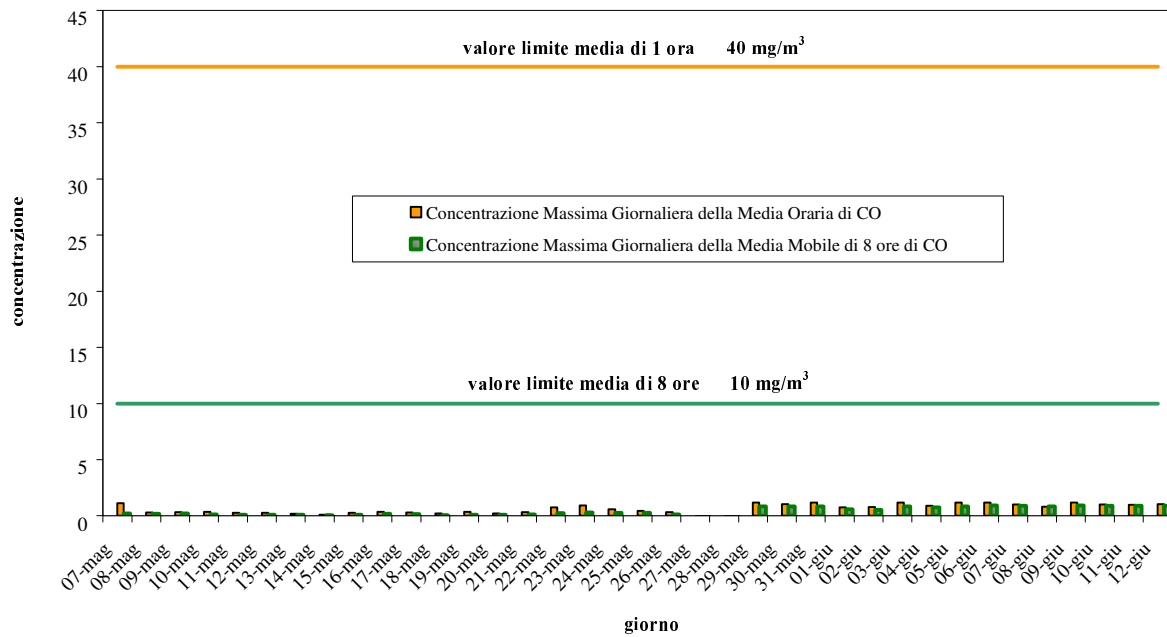 45
40
35
30
25
20
15
10
5
0
valore limite media di 1 ora 40 mg/m³
Concentrazione Massima Giornaliera della Media Oraria di CO
Concentrazione Massima Giornaliera della Media Mobile di 8 ore di CO
valore limite media di 8 ore 10 mg/m³
concentrazione
07-mag
08-mag
09-mag
10-mag
11-mag
12-mag
13-mag
14-mag
15-mag
16-mag
17-mag
18-mag
19-mag
20-mag
21-mag
22-mag
23-mag
24-mag
25-mag
26-mag
27-mag
28-mag
29-mag
30-mag
31-mag
01-giu
02-giu
03-giu
04-giu
05-giu
06-giu
07-giu
08-giu
09-giu
10-giu
11-giu
12-giu
giorno